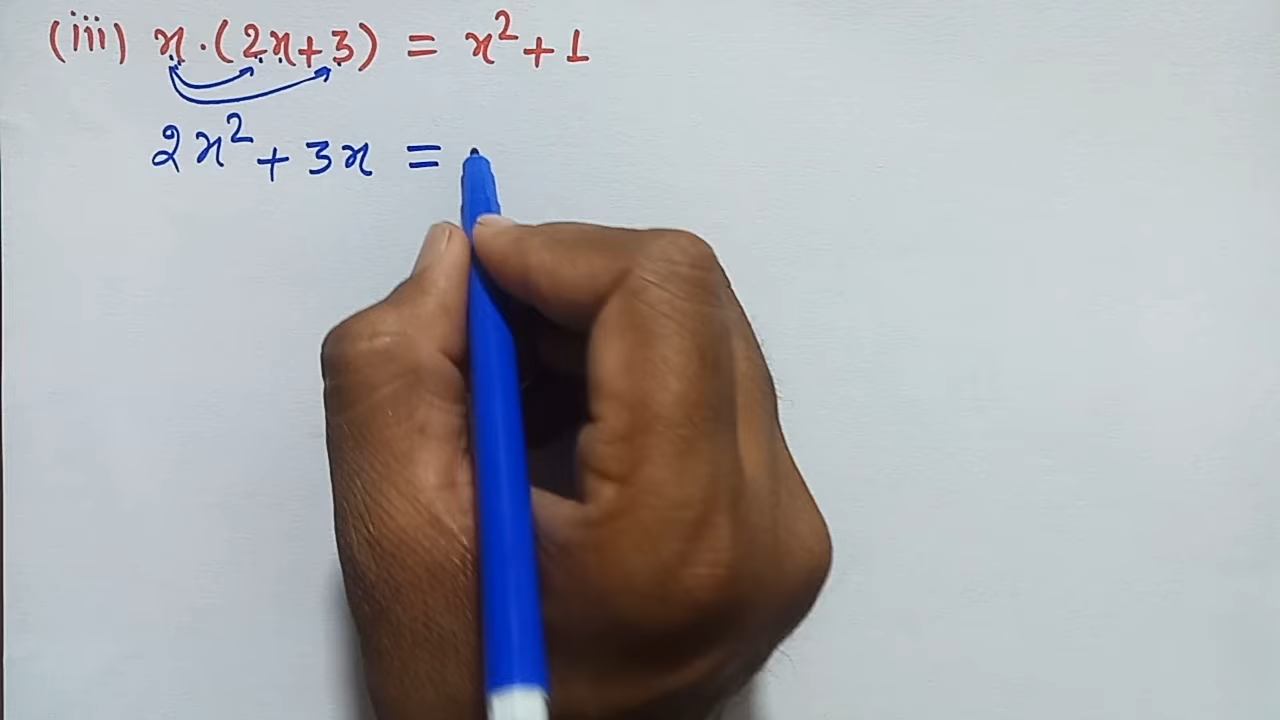 (iii) x.(2x+3) = x²+1
2x²+3x =